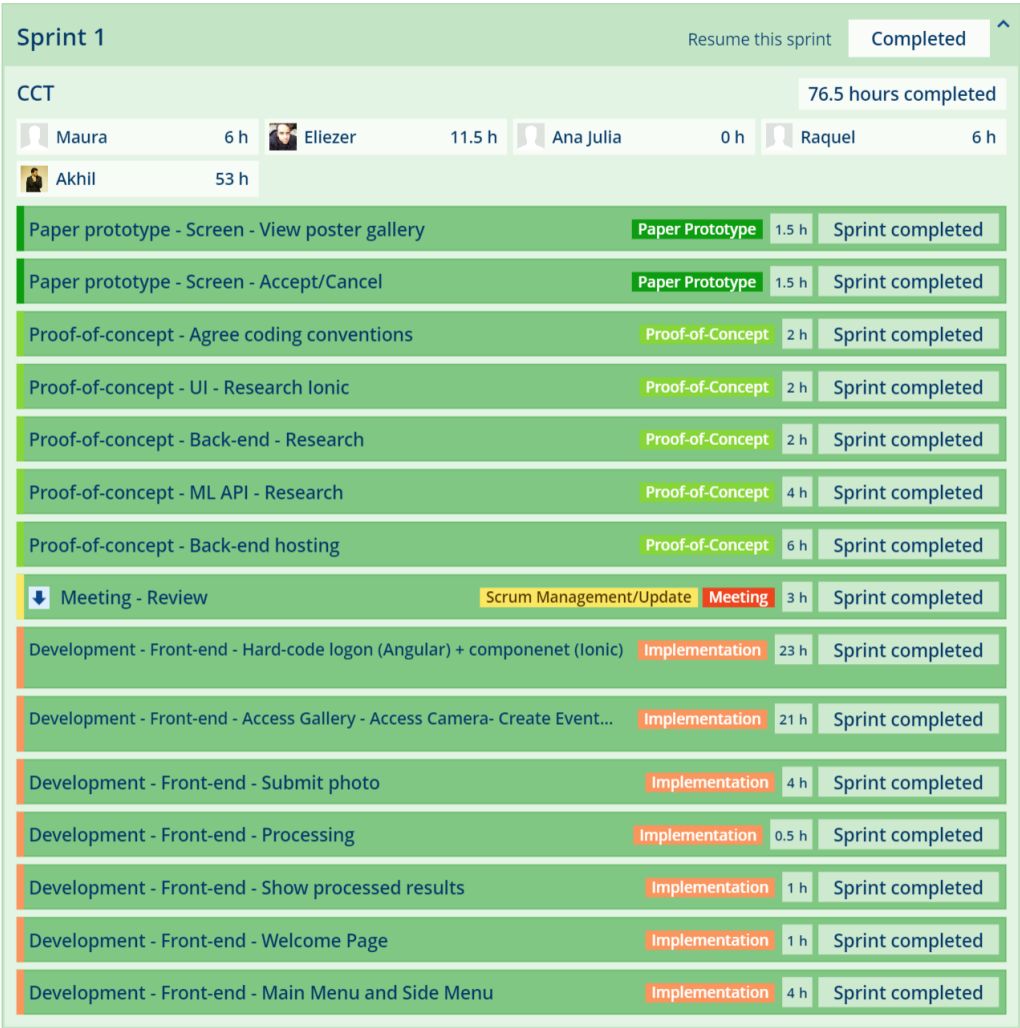 Sprint 1 Resume this sprint Completed
CCT 76.5 hours completed
Maura 6 h Eliezer 11.5 h Ana Julia 0 h Raquel 6 h
Akhil 53 h
Paper prototype - Screen - View poster gallery Paper Prototype 1.5 h Sprint completed
Paper prototype - Screen - Accept/Cancel Paper Prototype 1.5 h Sprint completed
Proof-of-concept - Agree coding conventions Proof-of-Concept 2 h Sprint completed
Proof-of-concept - UI - Research Ionic Proof-of-Concept 2 h Sprint completed
Proof-of-concept - Back-end - Research Proof-of-Concept 2 h Sprint completed
Proof-of-concept - ML API - Research Proof-of-Concept 4 h Sprint completed
Proof-of-concept - Back-end hosting Proof-of-Concept 6 h Sprint completed
Meeting - Review Scrum Management/Update Meeting 3 h Sprint completed
Development - Front-end - Hard-code logon (Angular) + componenet (Ionic) Implementation 23 h Sprint completed
Development - Front-end - Access Gallery - Access Camera- Create Event... Implementation 21 h Sprint completed
Development - Front-end - Submit photo Implementation 4 h Sprint completed
Development - Front-end - Processing Implementation 0.5 h Sprint completed
Development - Front-end - Show processed results Implementation 1 h Sprint completed
Development - Front-end - Welcome Page Implementation 1 h Sprint completed
Development - Front-end - Main Menu and Side Menu Implementation 4 h Sprint completed